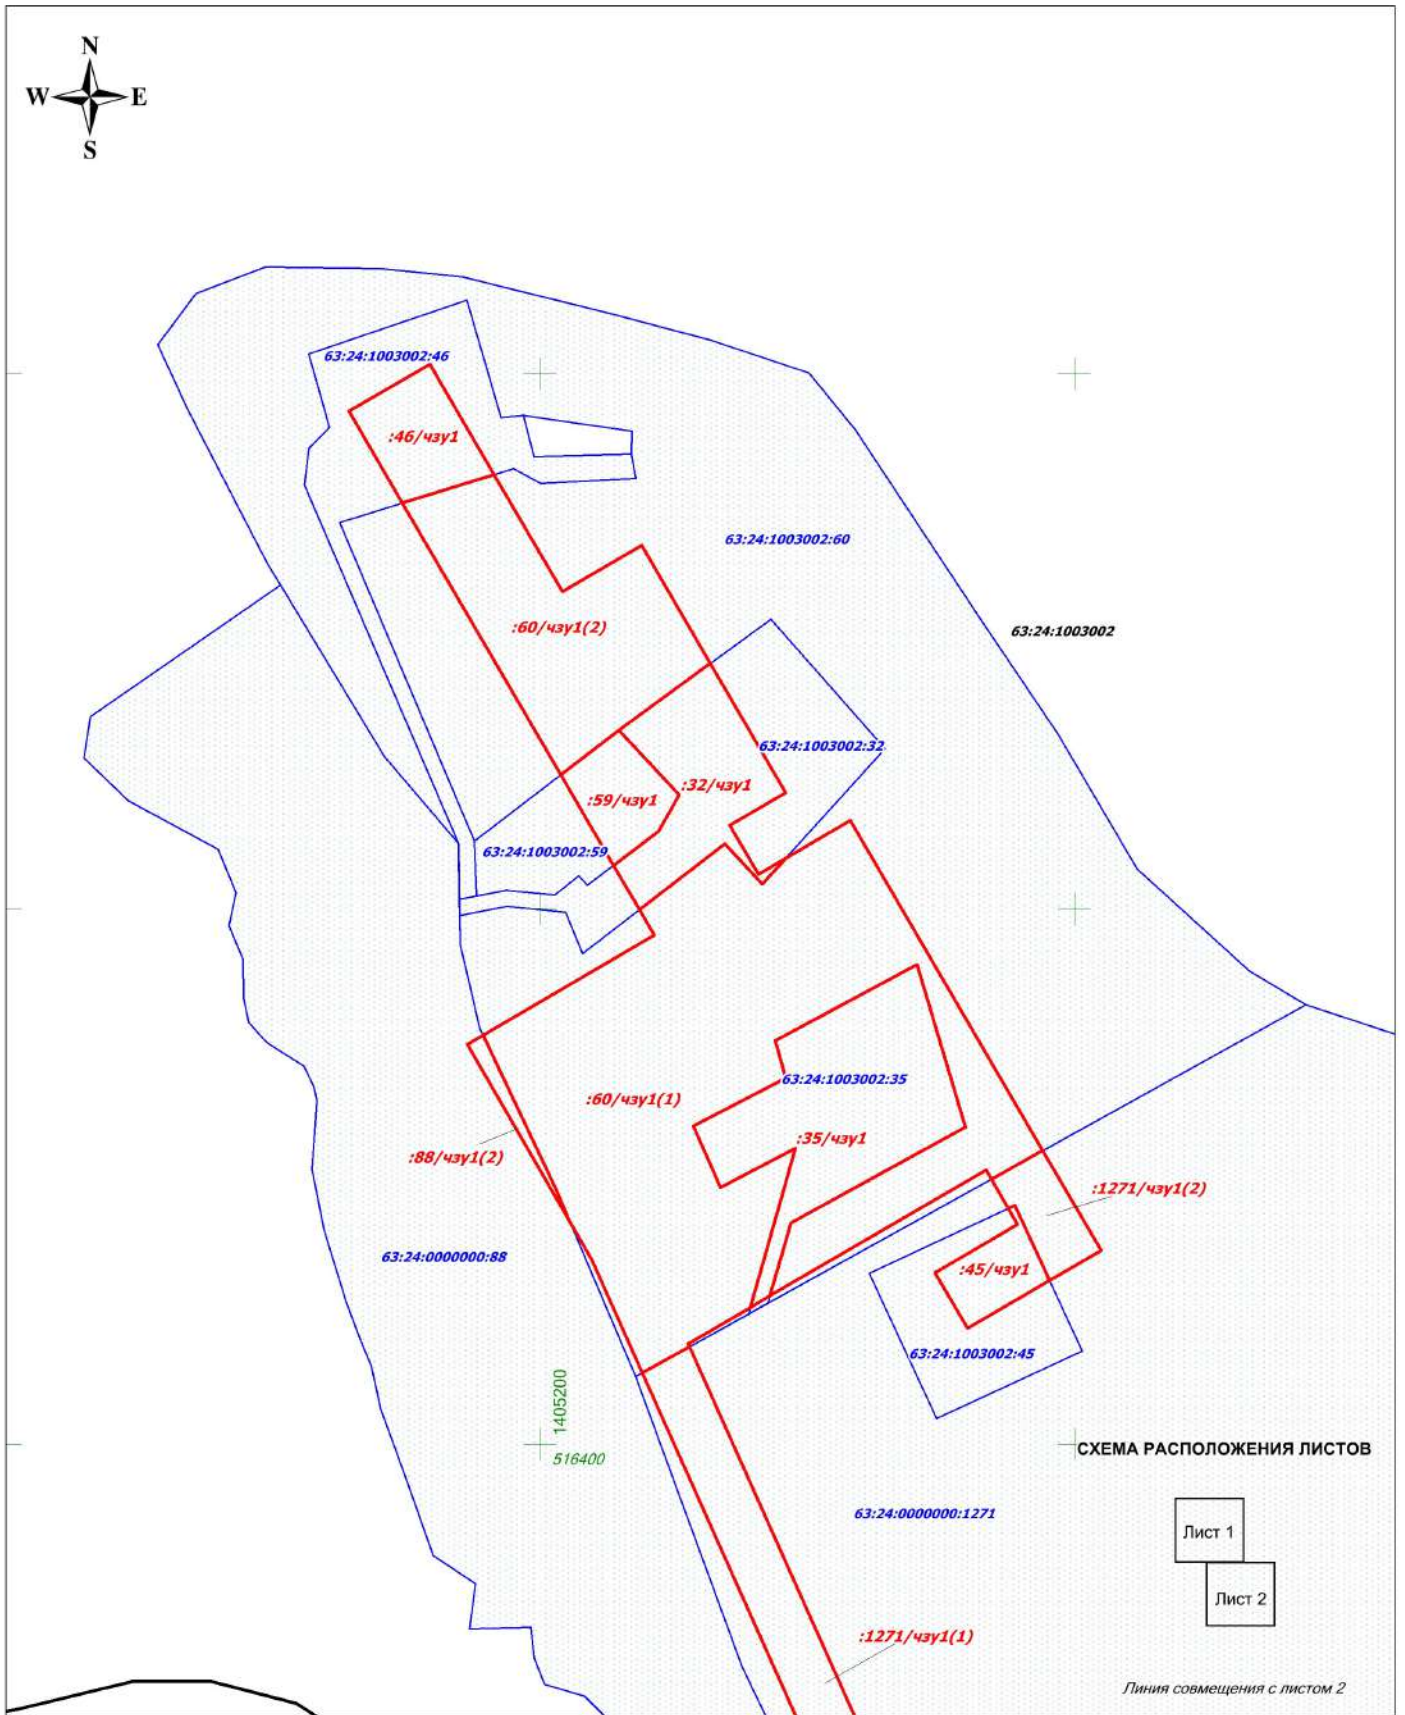 N
W E
S
63:24:1003002:46
:46/чзу1
63:24:1003002:60
:60/чзу1(2)
63:24:1003002
63:24:1003002:32
:32/чзу1
:59/чзу1
63:24:1003002:59
63:24:1003002:35
:60/чзу1(1)
:35/чзу1
:88/чзу1(2)
:1271/чзу1(2)
63:24:0000000:88
:45/чзу1
63:24:1003002:45
1405200
516400
СХЕМА РАСПОЛОЖЕНИЯ ЛИСТОВ
63:24:0000000:1271
Лист 1
Лист 2
:1271/чзу1(1)
Линия совмещения с листом 2